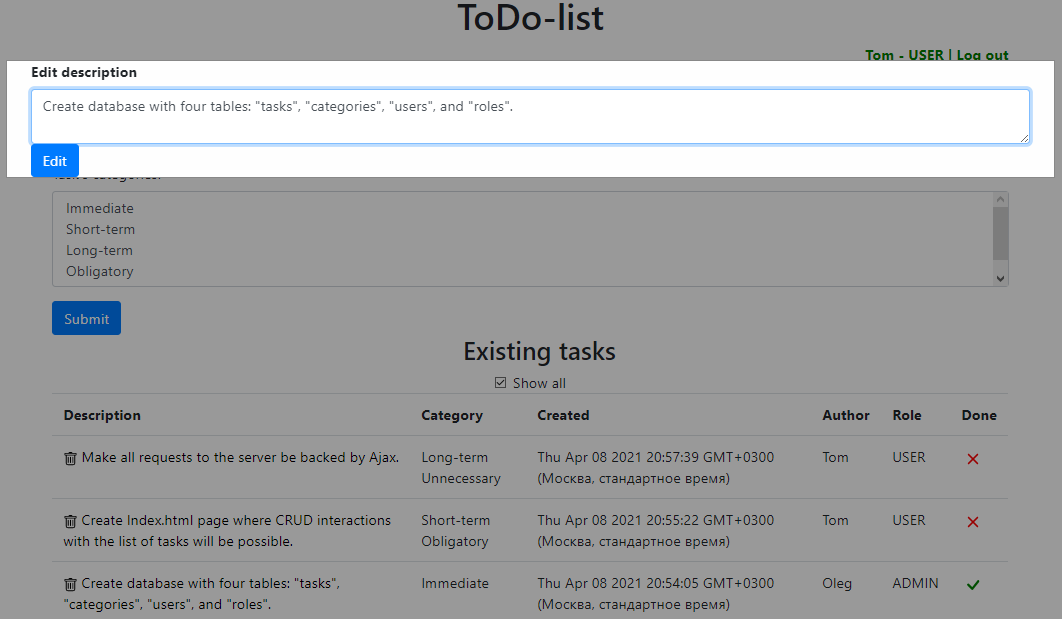 ToDo-list
Tom - USER | Log out
Edit description
Create database with four tables: "tasks", "categories", "users", and "roles".
Edit
Immediate
Short-term
Long-term
Obligatory
Submit
Existing tasks
Show all
Description Category Created Author Role Done
Make all requests to the server be backed by Ajax. Long-term Thu Apr 08 2021 20:57:39 GMT+0300 Tom USER
Unnecessary (Москва, стандартное время)
Create Index.html page where CRUD interactions Short-term Thu Apr 08 2021 20:55:22 GMT+0300 Tom USER
with the list of tasks will be possible. Obligatory (Москва, стандартное время)
Create database with four tables: "tasks", Immediate Thu Apr 08 2021 20:54:05 GMT+0300 Oleg ADMIN
"categories", "users", and "roles". (Москва, стандартное время)